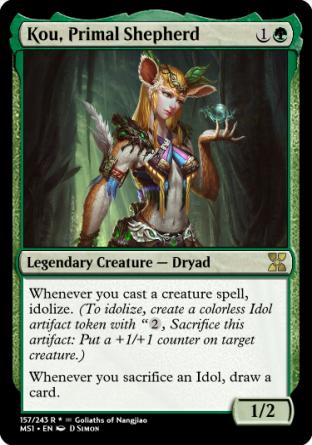 Kou, Primal Shepherd 1
Legendary Creature — Dryad
Whenever you cast a creature spell,
idolize. (To idolize, create a colorless Idol
artifact token with “2, Sacrifice this
artifact: Put a +1/+1 counter on target
creature.)
Whenever you sacrifice an Idol, draw a
card.
1/2
157/243 R * = Goliaths of Nangjiao
MS1 • EN D SIMON